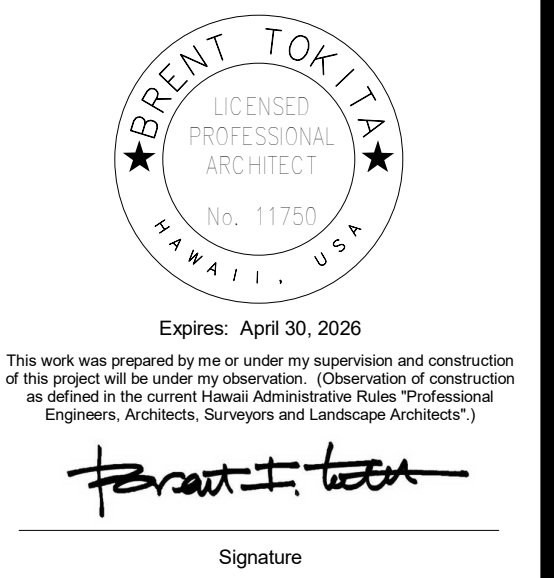 BRENT TOKITA
LICENSED
PROFESSIONAL
ARCHITECT
No. 11750
HAWAII, USA
Expires: April 30, 2026
This work was prepared by me or under my supervision and construction
of this project will be under my observation. (Observation of construction
as defined in the current Hawaii Administrative Rules "Professional
Engineers, Architects, Surveyors and Landscape Architects".)
Signature